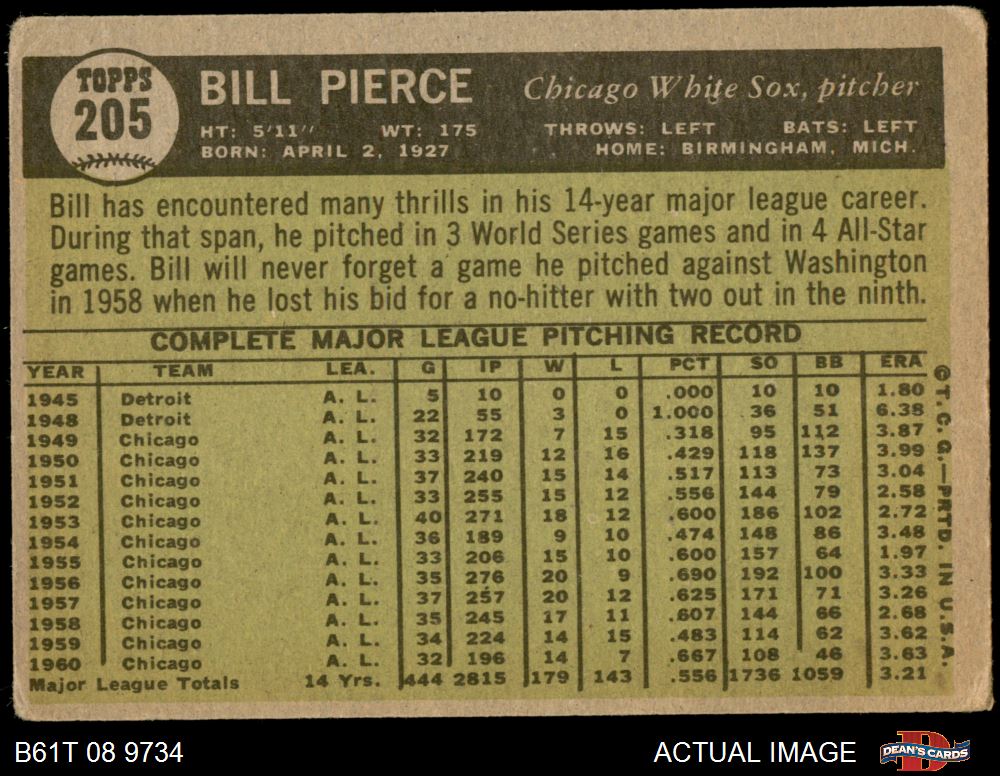 TOPPS
205
BILL PIERCE
Chicago White Sox, pitcher
HT: 5'11" WT: 175 THROWS: LEFT BATS: LEFT
BORN: APRIL 2, 1927 HOME: BIRMINGHAM, MICH.
Bill has encountered many thrills in his 14-year major league career.
During that span, he pitched in 3 World Series games and in 4 All-Star
games. Bill will never forget a game he pitched against Washington
in 1958 when he lost his bid for a no-hitter with two out in the ninth.
COMPLETE MAJOR LEAGUE PITCHING RECORD
YEAR TEAM LEA. G IP W L PCT SO BB ERA
1945 Detroit A. L. 5 10 0 0 .000 10 10 1.80
1948 Detroit A. L. 22 55 3 0 1.000 36 51 6.38
1949 Chicago A. L. 32 172 7 15 .318 95 112 3.87
1950 Chicago A. L. 33 219 12 16 .429 118 137 3.99
1951 Chicago A. L. 37 240 15 14 .517 113 73 3.04
1952 Chicago A. L. 33 255 15 12 .556 144 79 2.58
1953 Chicago A. L. 40 271 18 12 .600 186 102 2.72
1954 Chicago A. L. 36 189 9 10 .474 148 86 3.48
1955 Chicago A. L. 33 206 15 10 .600 157 64 1.97
1956 Chicago A. L. 35 276 20 9 .690 192 100 3.33
1957 Chicago A. L. 37 257 20 12 .625 171 71 3.26
1958 Chicago A. L. 35 245 17 11 .607 144 66 2.68
1959 Chicago A. L. 34 224 14 15 .483 114 62 3.62
1960 Chicago A. L. 32 196 14 7 .667 108 46 3.63
Major League Totals 14 Yrs. 444 2815 179 143 .556 1736 1059 3.21
© T. C. G.—PRTD. IN U.S.A.
B61T 08 9734
ACTUAL IMAGE
DEAN'S CARDS